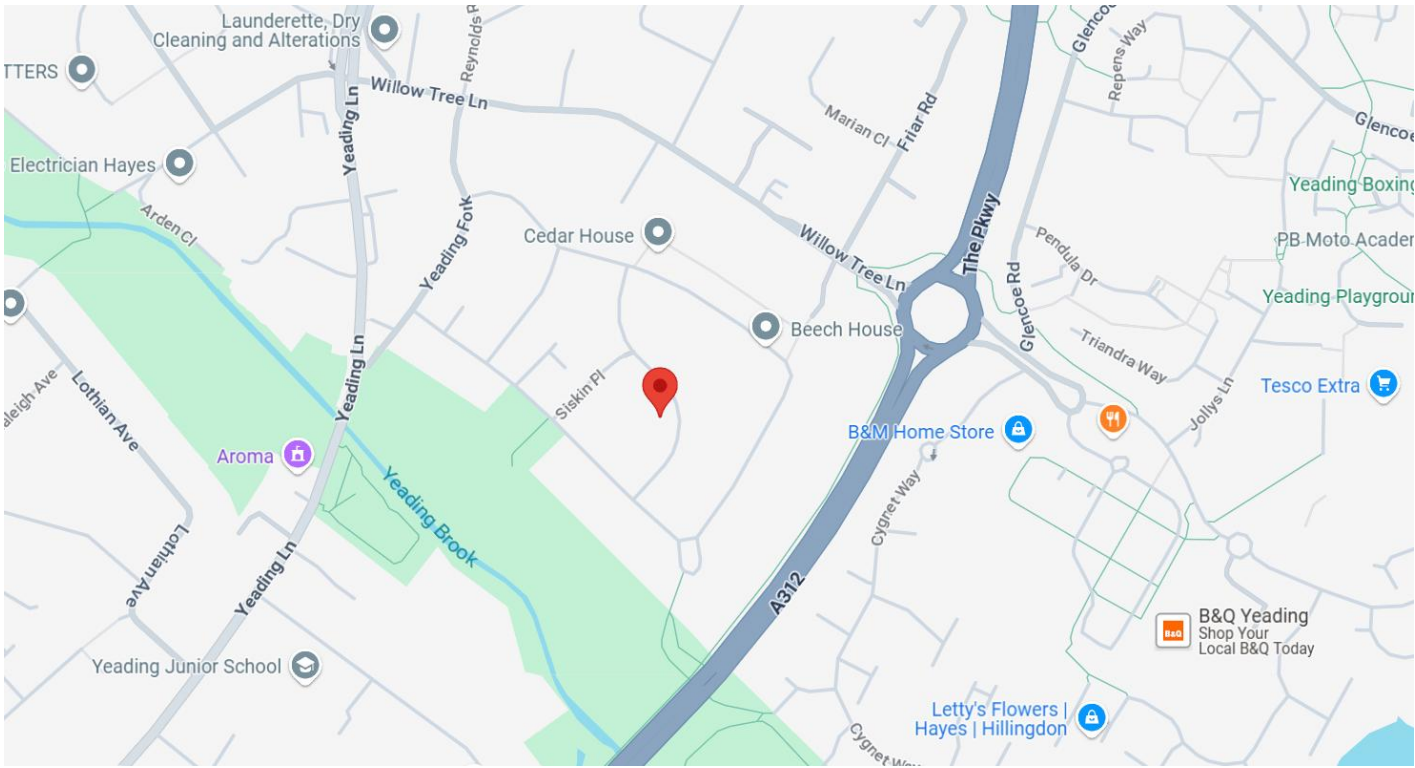 Launderette, Dry
Cleaning and Alterations
TTERS
Reynolds R
Willow Tree Ln
Yeading Ln
Electrician Hayes
Arden Cl
Yeading Fork
Cedar House
Marian Cl
Friar Rd
Glencoe
Repens Way
Glencoe
Yeading Boxing
PB Moto Academ
Yeading Playgroun
The Pkwy
Willow Tree Ln
Glencoe Rd
Pendula Dr
Triandra Way
Jollys Ln
Tesco Extra
Beech House
Siskin Pl
Yeading Ln
aleigh Ave
Lothian Ave
Aroma
Yeading Brook
B&M Home Store
Cygnet Way
A312
Lothian Ave
Yeading Ln
Yeading Junior School
B&Q
B&Q Yeading
Shop Your
Local B&Q Today
Letty's Flowers |
Hayes | Hillingdon
Cygnet Way